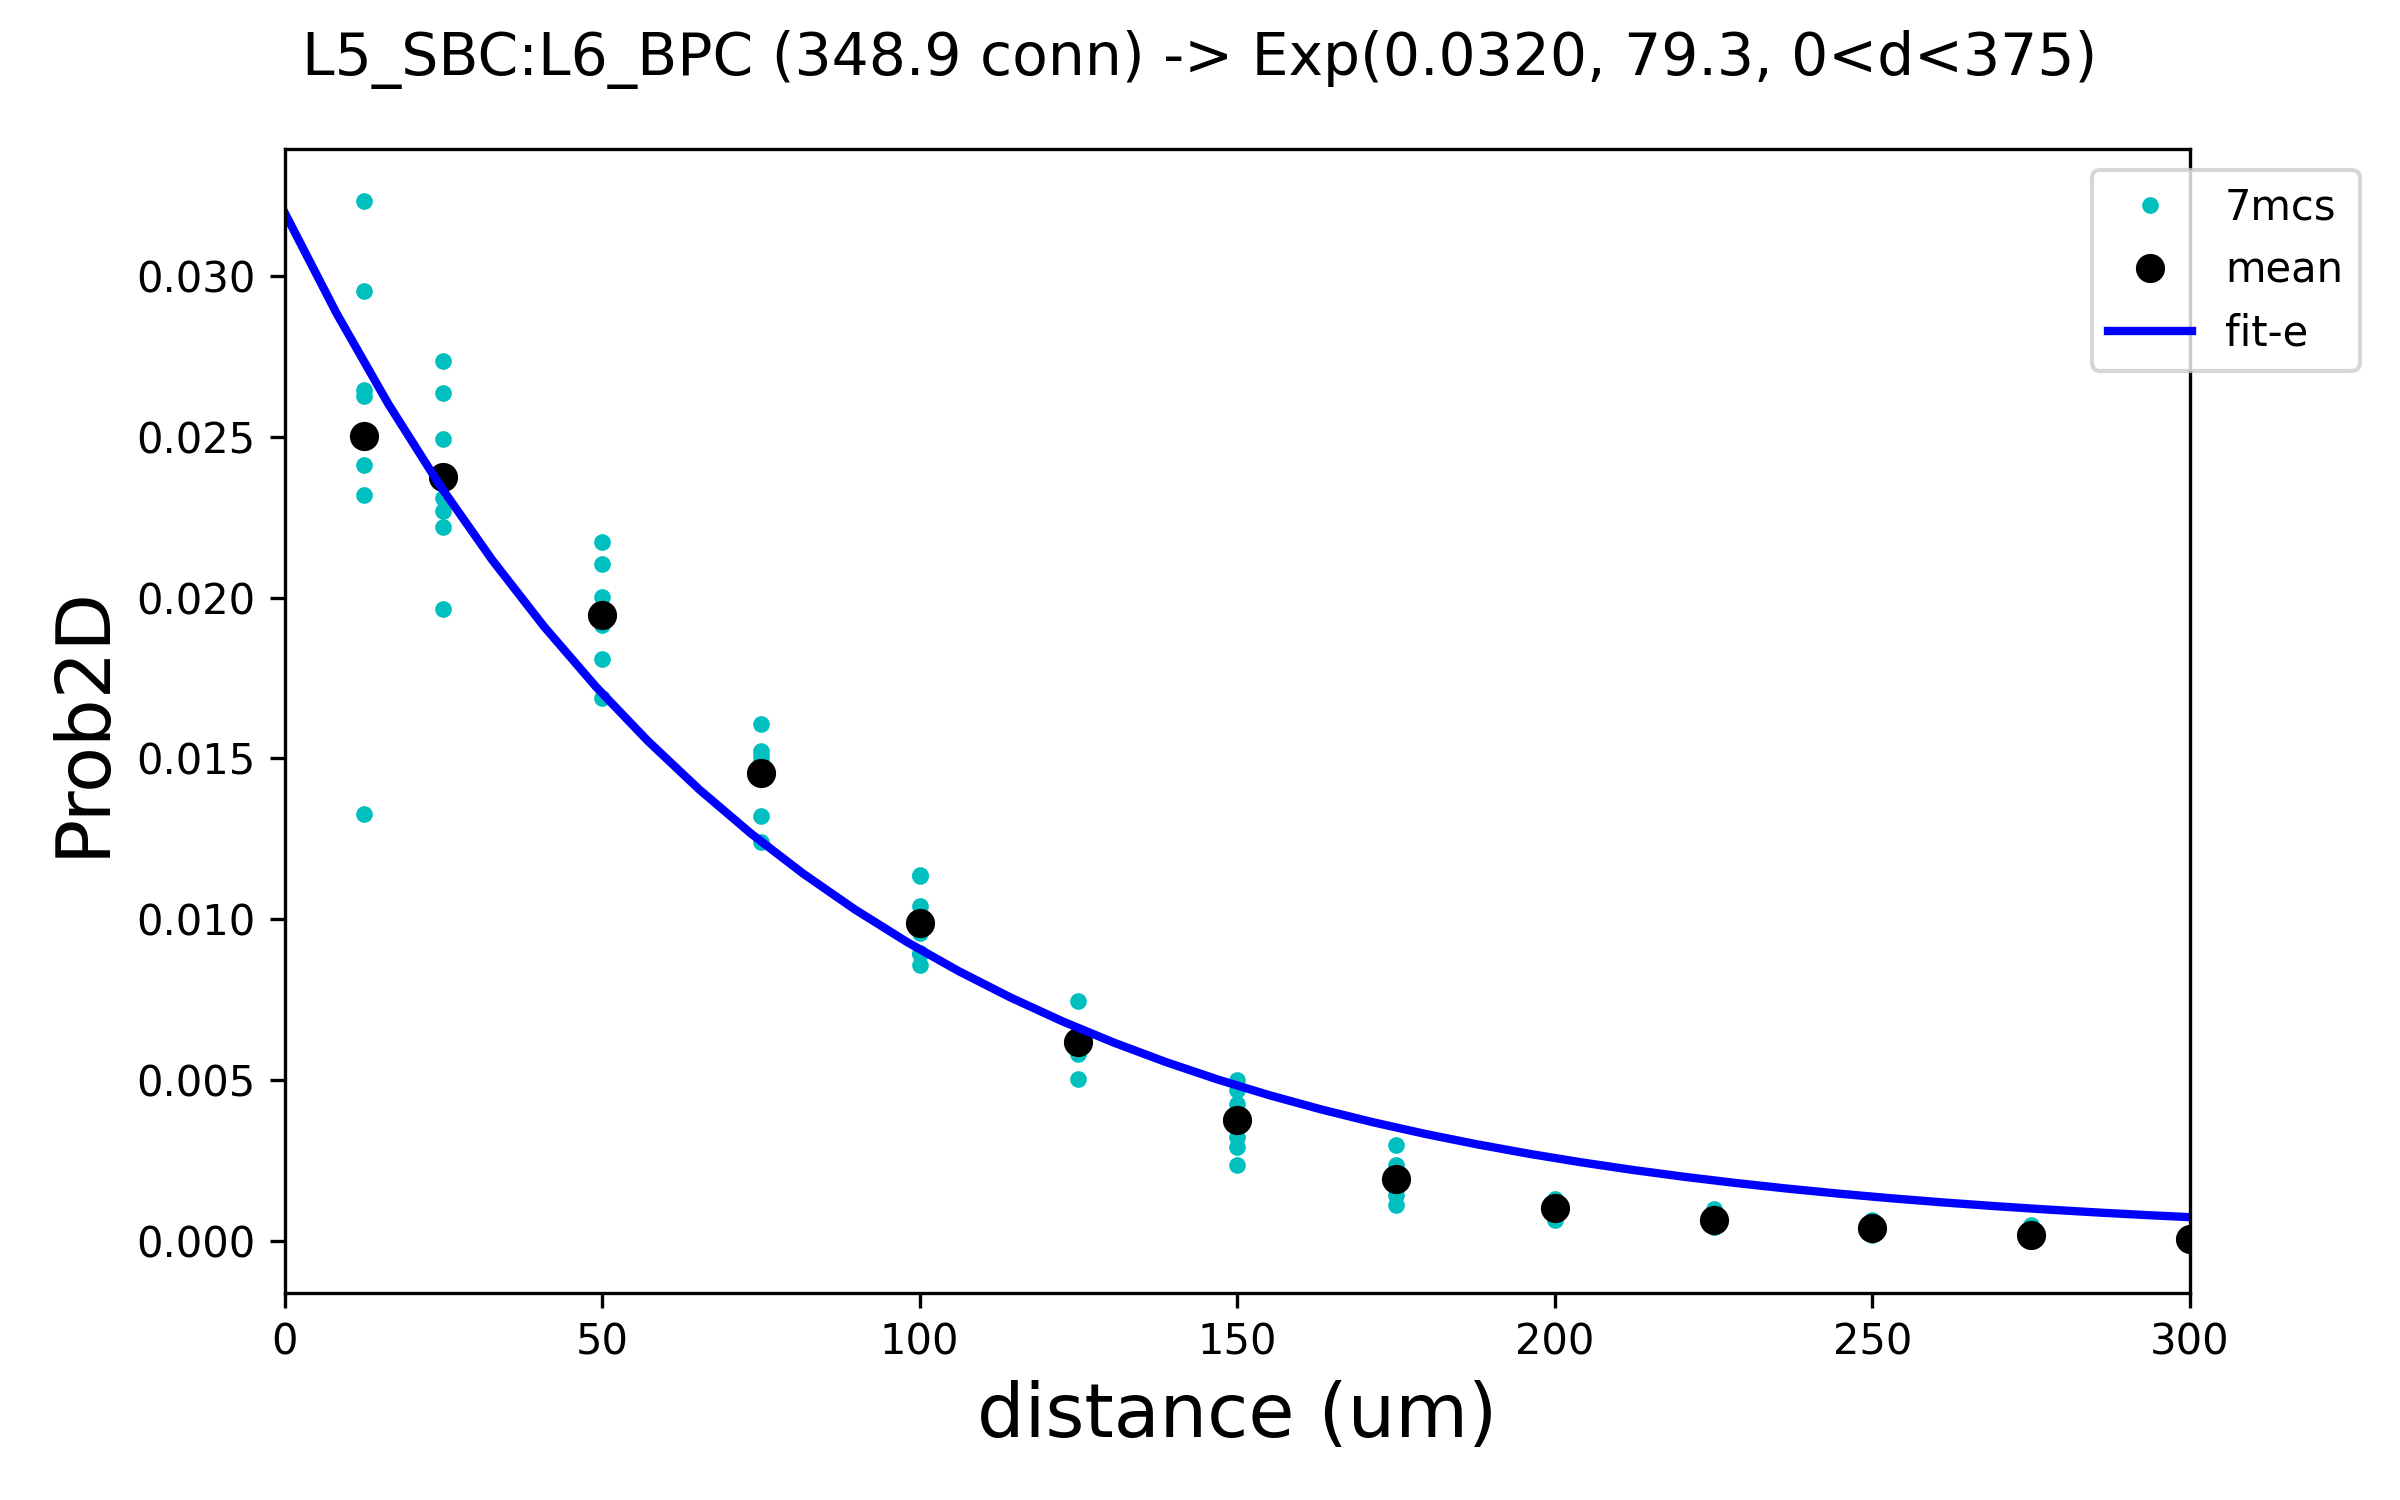 L5_SBC:L6_BPC (348.9 conn) -> Exp(0.0320, 79.3, 0<d<375)
7mcs
mean
fit-e
Prob2D
0.030
0.025
0.020
0.015
0.010
0.005
0.000
0 50 100 150 200 250 300
distance (um)